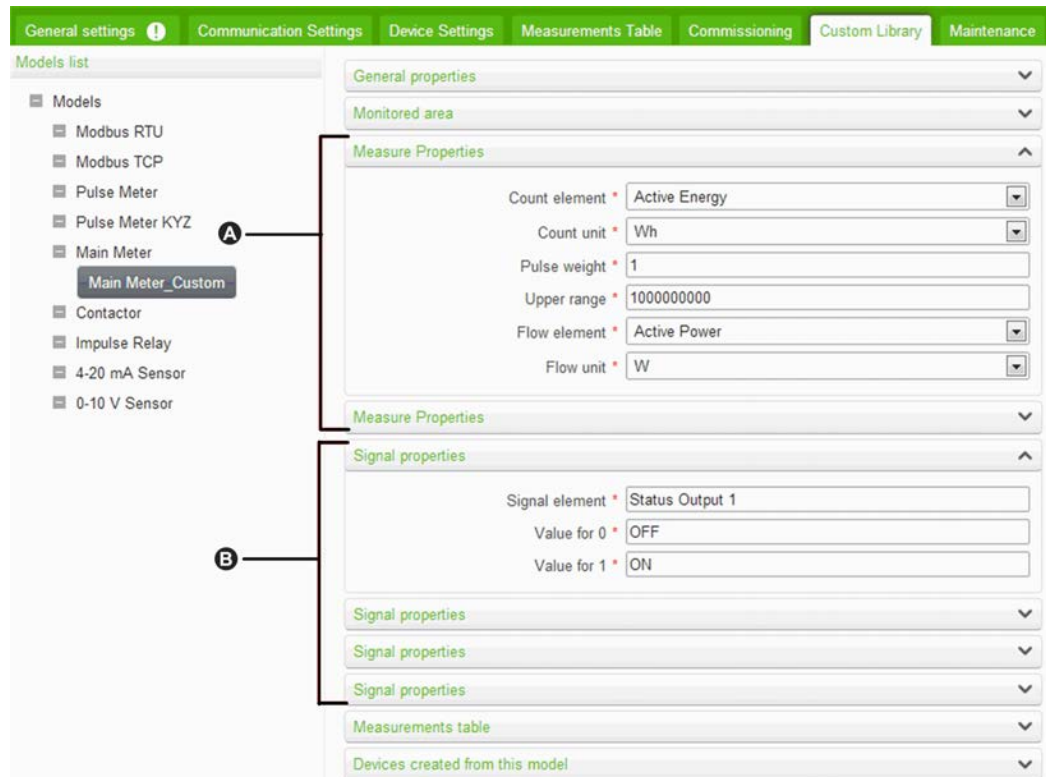 General settings ! Communication Settings Device Settings Measurements Table Commissioning Custom Library Maintenance
Models list
Models
Modbus RTU
Modbus TCP
Pulse Meter
Pulse Meter KYZ
Main Meter
Main Meter_Custom
Contactor
Impulse Relay
4-20 mA Sensor
0-10 V Sensor
A
B
General properties
Monitored area
Measure Properties
Count element * Active Energy
Count unit * Wh
Pulse weight * 1
Upper range * 1000000000
Flow element * Active Power
Flow unit * W
Measure Properties
Signal properties
Signal element * Status Output 1
Value for 0 * OFF
Value for 1 * ON
Signal properties
Signal properties
Signal properties
Measurements table
Devices created from this model